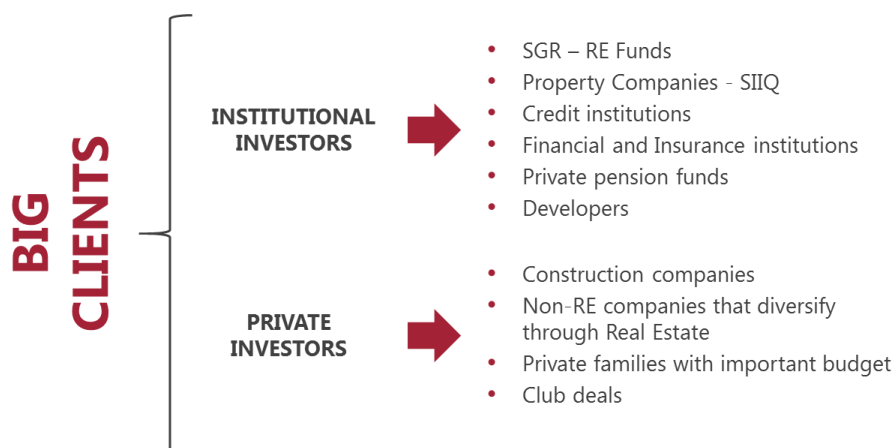 BIG
CLIENTS
INSTITUTIONAL
INVESTORS
• SGR – RE Funds
• Property Companies - SIIQ
• Credit institutions
• Financial and Insurance institutions
• Private pension funds
• Developers
PRIVATE
INVESTORS
• Construction companies
• Non-RE companies that diversify
through Real Estate
• Private families with important budget
• Club deals